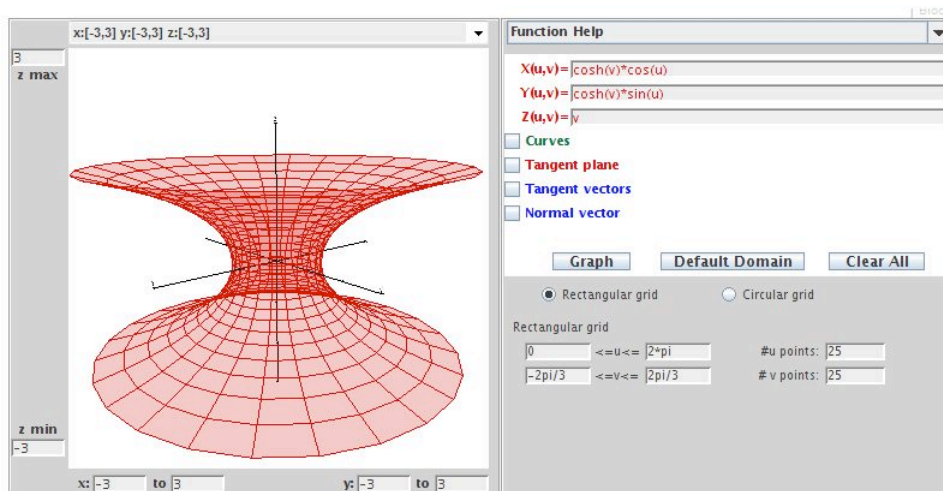 x:[-3,3] y:[-3,3] z:[-3,3]
3
z max
z min
-3
x: -3 to 3 y: -3 to 3
Function Help
X(u,v)= cosh(v)*cos(u)
Y(u,v)= cosh(v)*sin(u)
Z(u,v)= v
Curves
Tangent plane
Tangent vectors
Normal vector
Graph Default Domain Clear All
Rectangular grid Circular grid
Rectangular grid
0 <=u<= 2*pi #u points: 25
-2pi/3 <=v<= 2pi/3 # v points: 25